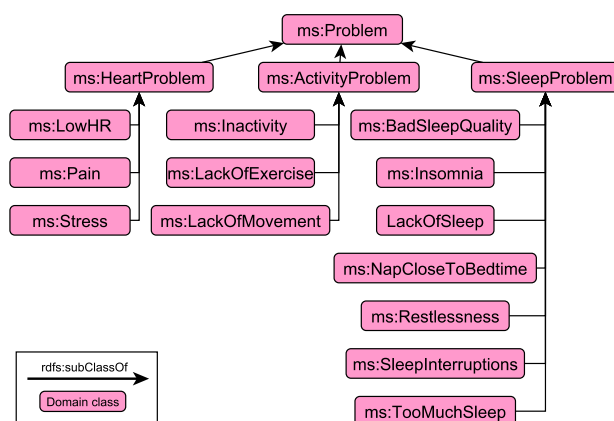 ms:Problem
ms:HeartProblem
ms:ActivityProblem
ms:SleepProblem
ms:LowHR
ms:Inactivity
ms:BadSleepQuality
ms:Pain
ms:LackOfExercise
ms:Insomnia
ms:Stress
ms:LackOfMovement
LackOfSleep
ms:NapCloseToBedtime
ms:Restlessness
ms:SleepInterruptions
ms:TooMuchSleep
rdfs:subClassOf
Domain class